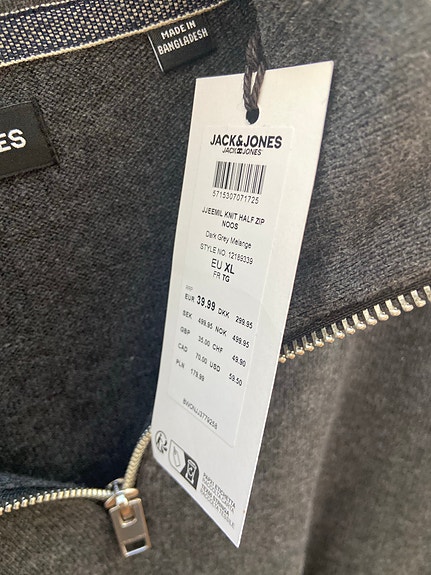 MADE IN
BANGLADESH
ES
JACK&JONES
JACK&JONES
5715307071725
JJEEMIL KNIT HALF ZIP
NOOS
Dark Grey Melange
STYLE NO. 12189339
EU XL
FR TG
RRP
EUR 39.99 DKK 299.95
SEK 499.95 NOK 499.95
GBP 35.00 CHF 49.90
CAD 70.00 USD 59.50
PLN 179.99